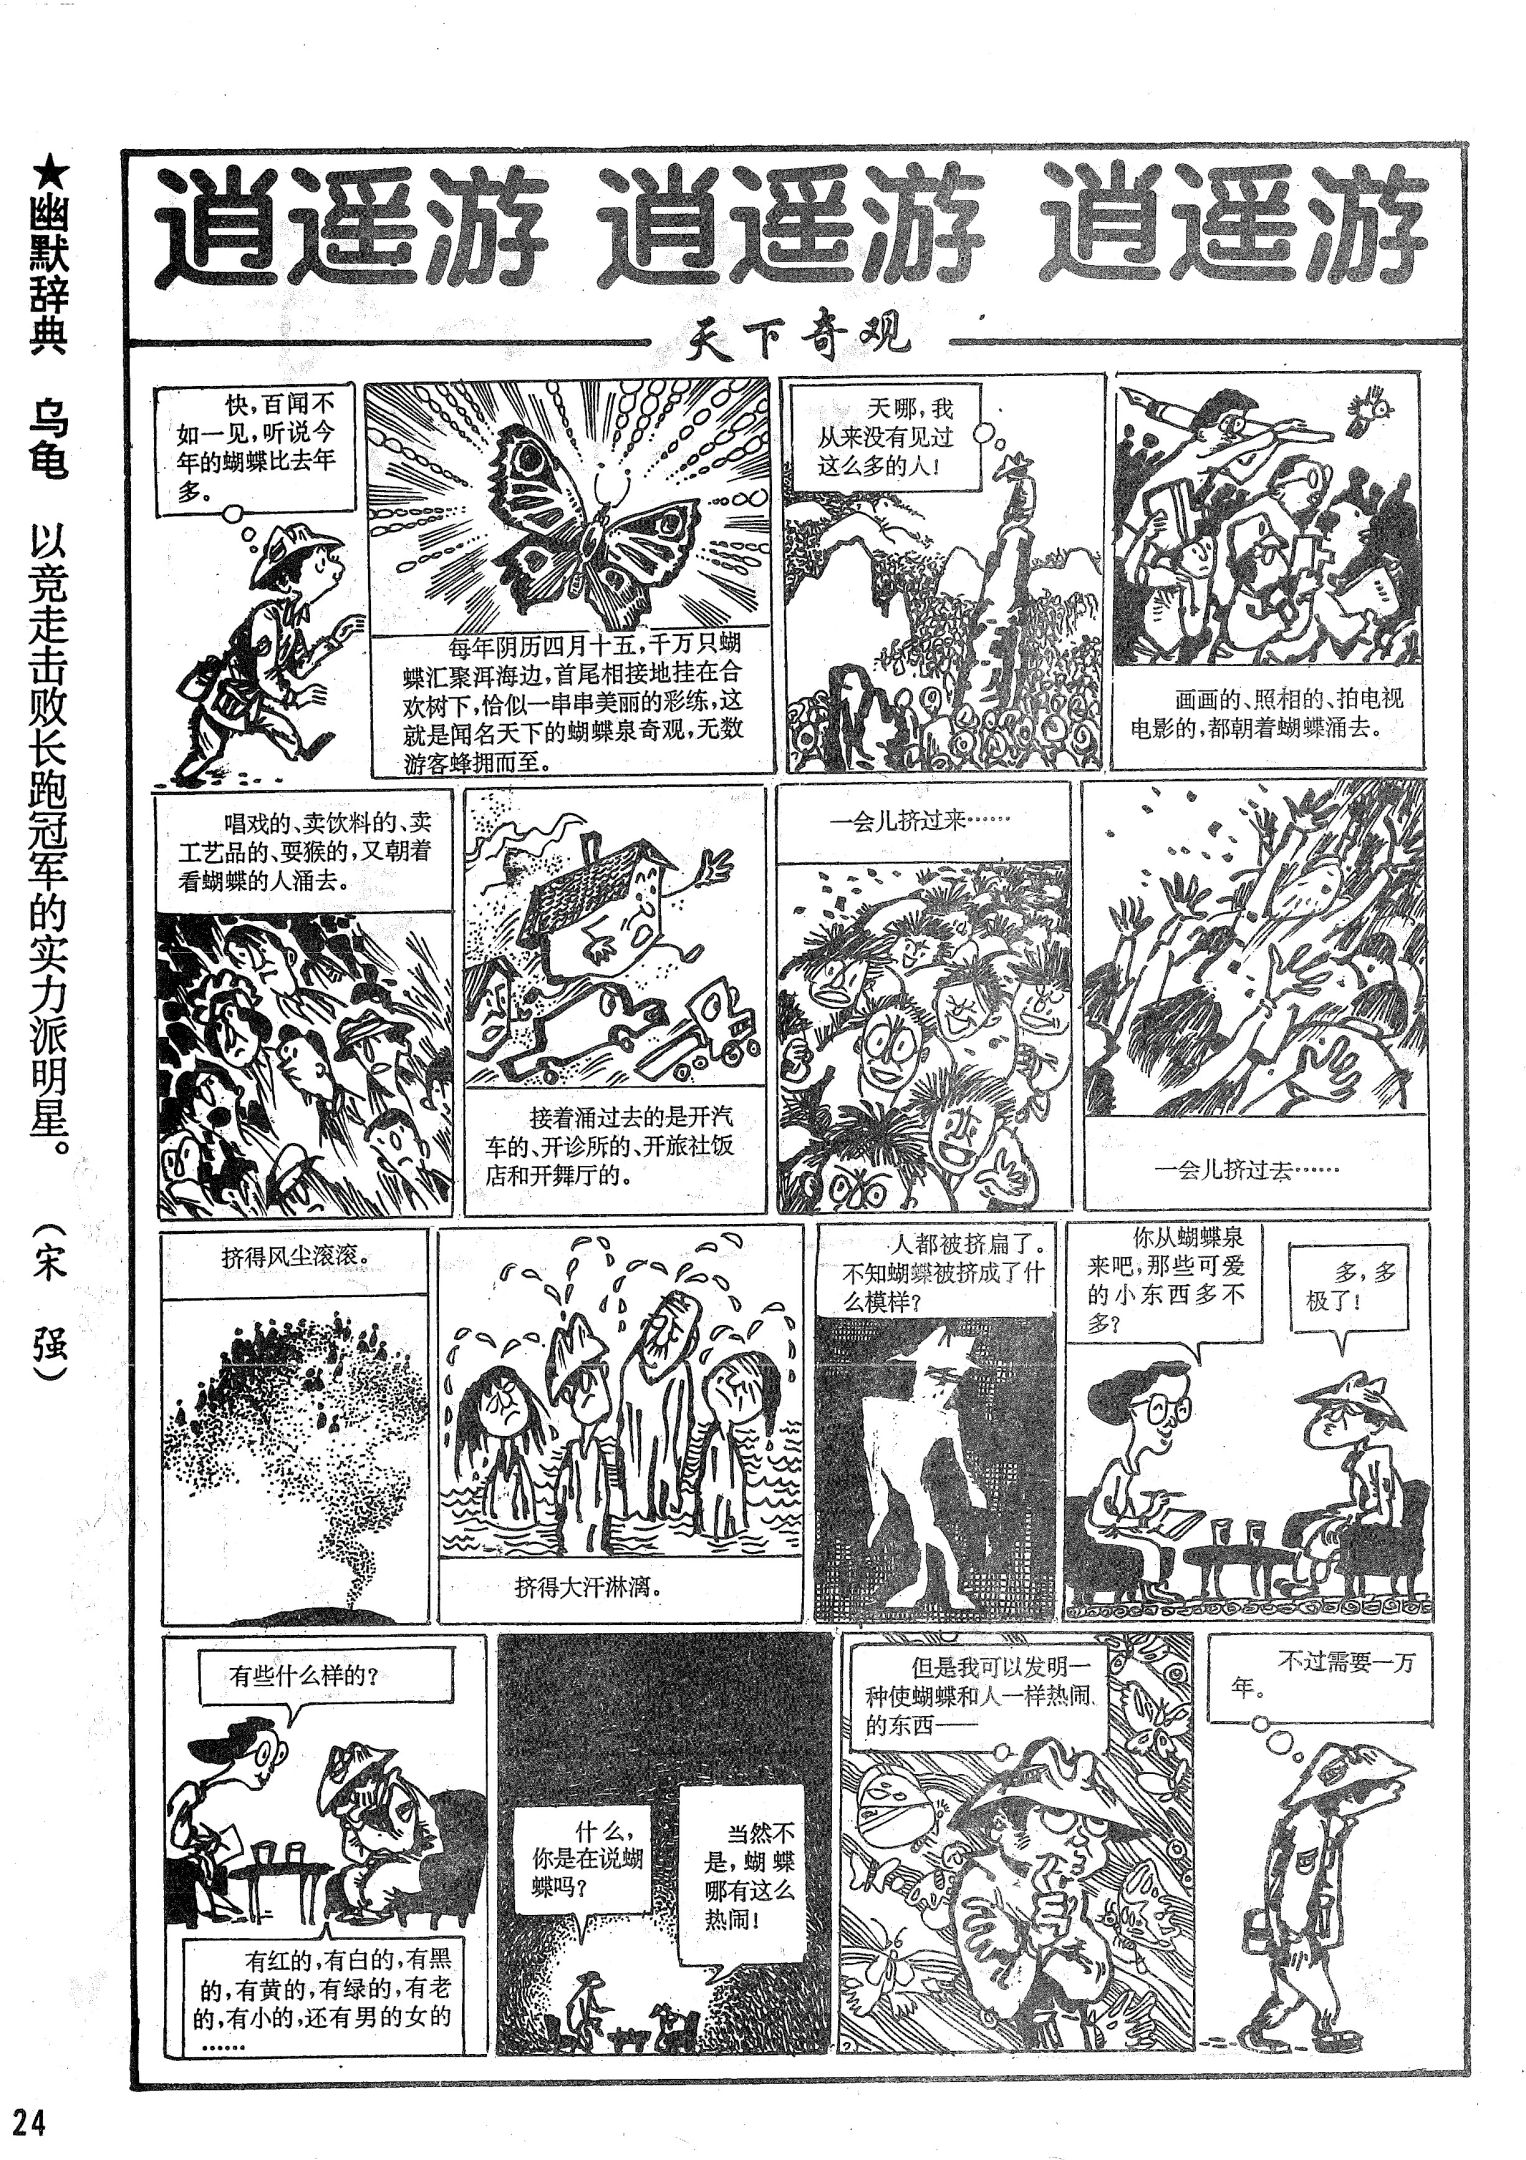 ★幽默辞典　乌龟　以竞走击败长跑冠军的实力派明星。　（宋　强）
逍遥游 逍遥游 逍遥游
天下奇观
快，百闻不
如一见，听说今
年的蝴蝶比去年
多。
每年阴历四月十五，千万只蝴
蝶汇聚洱海边，首尾相接地挂在合
欢树下，恰似一串串美丽的彩练，这
就是闻名天下的蝴蝶泉奇观，无数
游客蜂拥而至。
天哪，我
从来没有见过
这么多的人！
画画的、照相的、拍电视
电影的，都朝着蝴蝶涌去。
唱戏的、卖饮料的、卖
工艺品的、耍猴的，又朝着
看蝴蝶的人涌去。
接着涌过去的是开汽
车的、开诊所的、开旅社饭
店和开舞厅的。
一会儿挤过来……
一会儿挤过去……
挤得风尘滚滚。
挤得大汗淋漓。
人都被挤扁了。
不知蝴蝶被挤成了什
么模样？
你从蝴蝶泉
来吧，那些可爱
的小东西多不
多？
多，多
极了！
有些什么样的？
有红的，有白的，有黑
的，有黄的，有绿的，有老
的，有小的，还有男的女的
……
什么，
你是在说蝴
蝶吗？
当然不
是，蝴蝶
哪有这么
热闹！
但是我可以发明一
种使蝴蝶和人一样热闹
的东西——
不过需要一万
年。
24